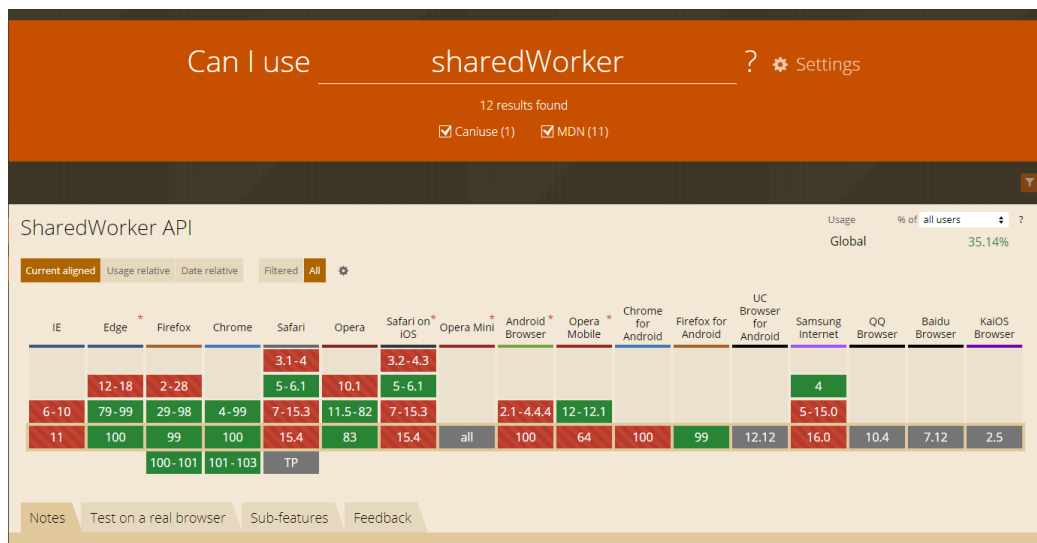 Can I use sharedWorker ? Settings
12 results found
Caniuse (1) MDN (11)
SharedWorker API
Usage % of all users ?
Global 35.14%
Current aligned Usage relative Date relative Filtered All
IE Edge * Firefox Chrome Safari Opera Safari on iOS * Opera Mini * Android Browser * Opera Mobile * Chrome for Android Firefox for Android UC Browser for Android Samsung Internet QQ Browser Baidu Browser KaiOS Browser
3.1-4 3.2-4.3
12-18 2-28 5-6.1 10.1 5-6.1 4
6-10 79-99 29-98 4-99 7-15.3 11.5-82 7-15.3 2.1-4.4.4 12-12.1 5-15.0
11 100 99 100 15.4 83 15.4 all 100 64 100 99 12.12 16.0 10.4 7.12 2.5
100-101 101-103 TP
Notes Test on a real browser Sub-features Feedback